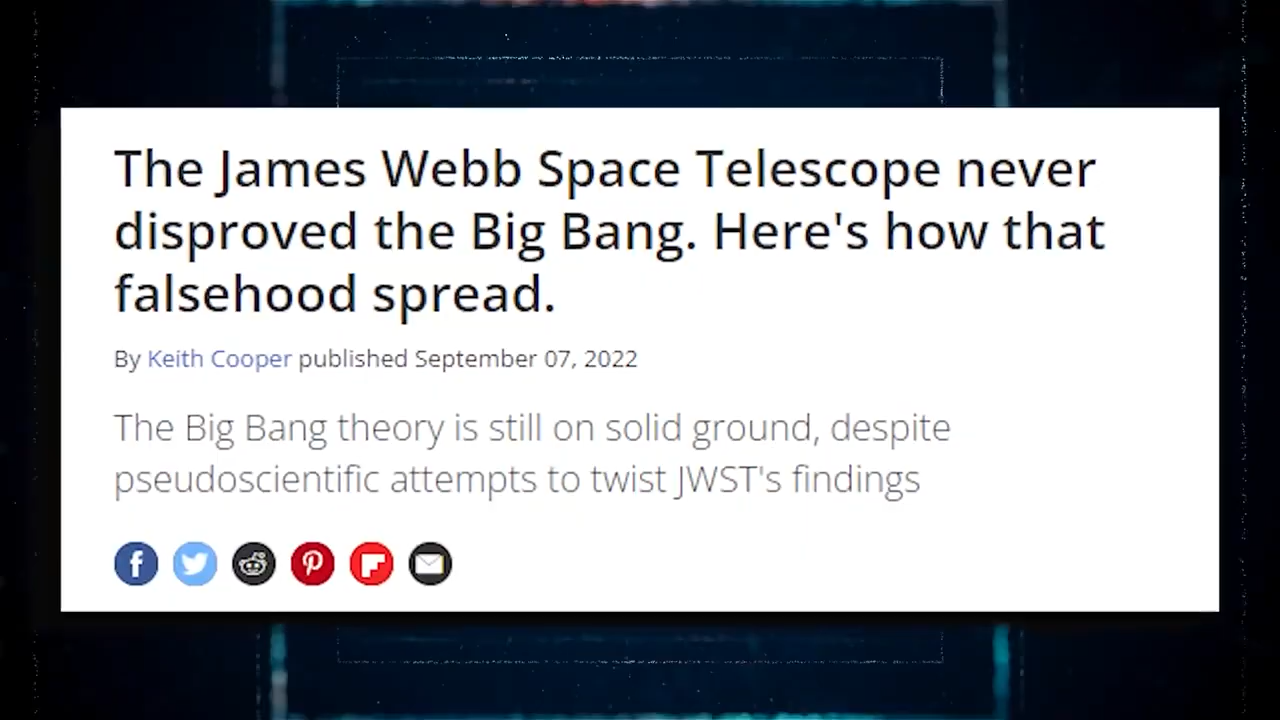 The James Webb Space Telescope never
disproved the Big Bang. Here's how that
falsehood spread.
By Keith Cooper published September 07, 2022
The Big Bang theory is still on solid ground, despite
pseudoscientific attempts to twist JWST's findings